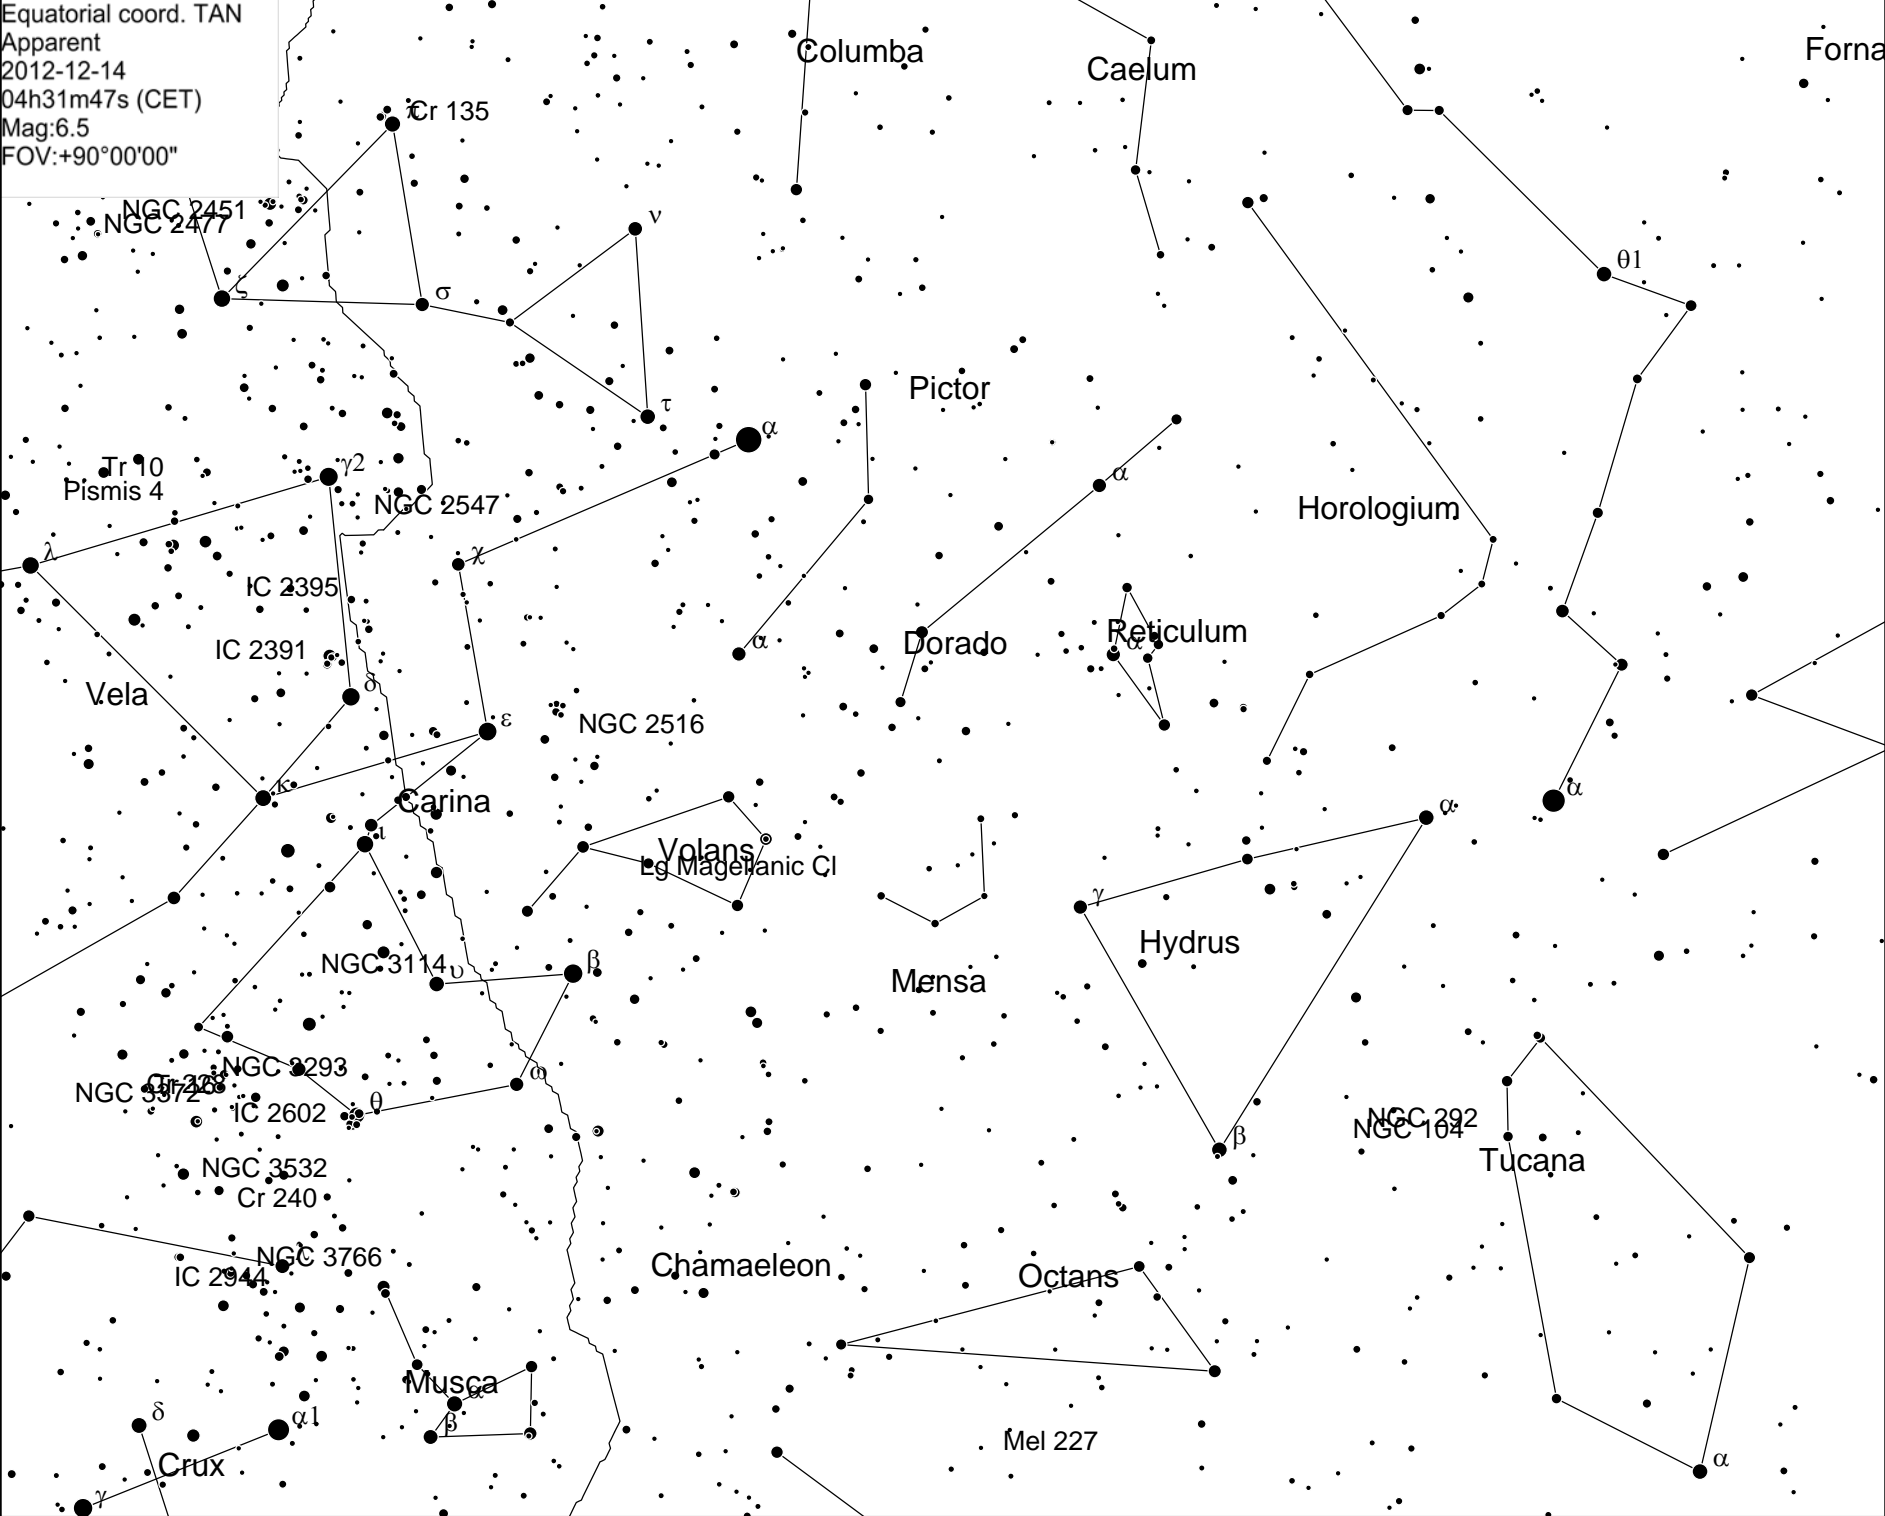 Equatorial coord. TAN
Apparent
2012-12-14
04h31m47s (CET)
Mag:6.5
FOV:+90°00'00"
Columba
Caelum
Forna
π
Cr 135
NGC 2451
NGC 2477
ν
θ1
ζ
σ
Pictor
τ
α
γ2
Tr 10
Pismis 4
NGC 2547
α
Horologium
λ
χ
IC 2395
Reticulum
α
Dorado
α
IC 2391
δ
Vela
ε
NGC 2516
κ
Carina
α
α
ι
Volans
Lg Magellanic Cl
γ
Hydrus
NGC 3114
υ
β
Mensa
ω
NGC 3293
Cr 228
NGC 3372
θ
IC 2602
NGC 292
NGC 104
β
Tucana
NGC 3532
Cr 240
λ
NGC 3766
IC 2944
Chamaeleon
Octans
Musca
α
β
δ
α1
Mel 227
Crux
α
γ